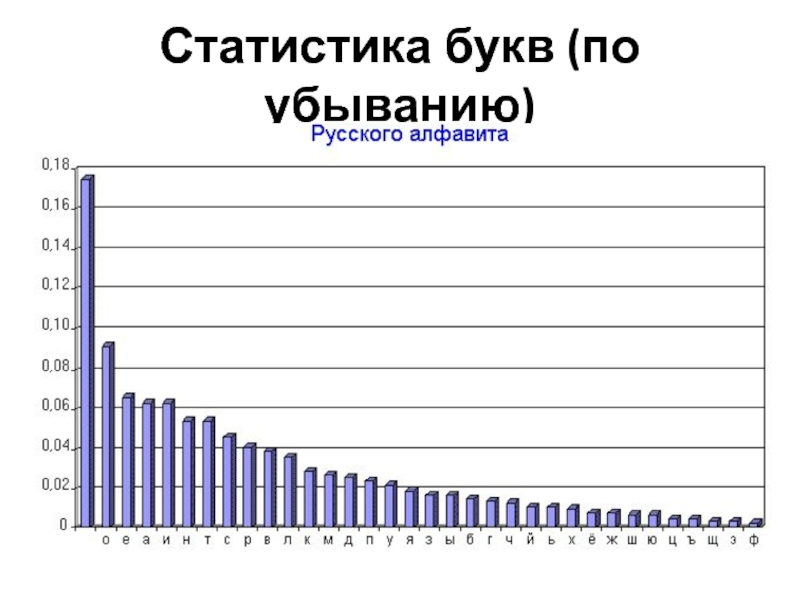 Статистика букв (по
убыванию)
Русского алфавита
0,18
0,16
0,14
0,12
0,10
0,08
0,06
0,04
0,02
0
о е а и н т с р в л к м д п у я з ы б г ч й ь х ё ж ш ю ц ъ щ э ф